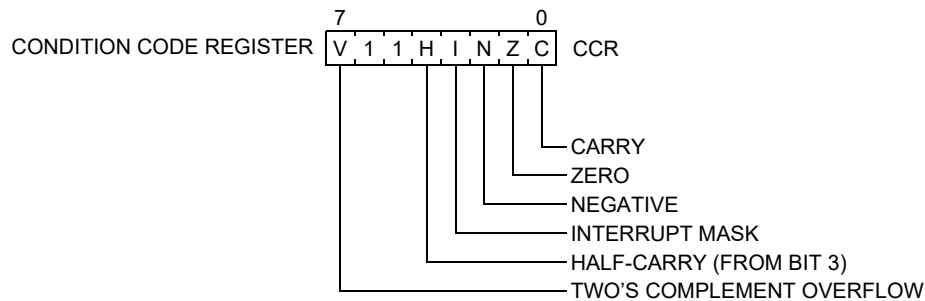 7 0
CONDITION CODE REGISTER V 1 1 H I N Z C CCR
CARRY
ZERO
NEGATIVE
INTERRUPT MASK
HALF-CARRY (FROM BIT 3)
TWO'S COMPLEMENT OVERFLOW